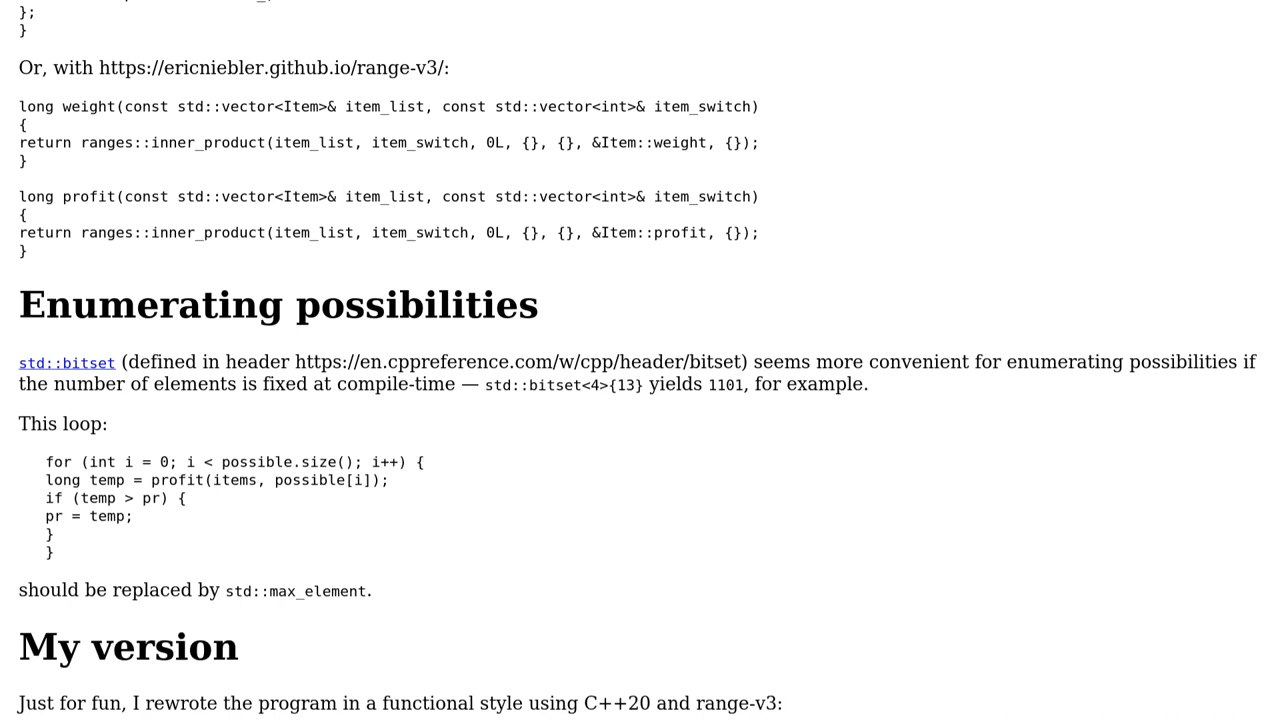 };
}
Or, with https://ericniebler.github.io/range-v3/:
long weight(const std::vector<Item>& item_list, const std::vector<int>& item_switch)
{
return ranges::inner_product(item_list, item_switch, 0L, {}, {}, &Item::weight, {});
}
long profit(const std::vector<Item>& item_list, const std::vector<int>& item_switch)
{
return ranges::inner_product(item_list, item_switch, 0L, {}, {}, &Item::profit, {});
}
Enumerating possibilities
std::bitset (defined in header https://en.cppreference.com/w/cpp/header/bitset) seems more convenient for enumerating possibilities if
the number of elements is fixed at compile-time — std::bitset<4>{13} yields 1101, for example.
This loop:
for (int i = 0; i < possible.size(); i++) {
long temp = profit(items, possible[i]);
if (temp > pr) {
pr = temp;
}
}
should be replaced by std::max_element.
My version
Just for fun, I rewrote the program in a functional style using C++20 and range-v3: